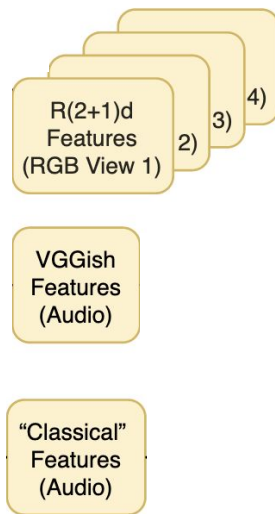 R(2+1)d
Features
(RGB View 1)
2)
3)
4)
VGGish
Features
(Audio)
“Classical”
Features
(Audio)